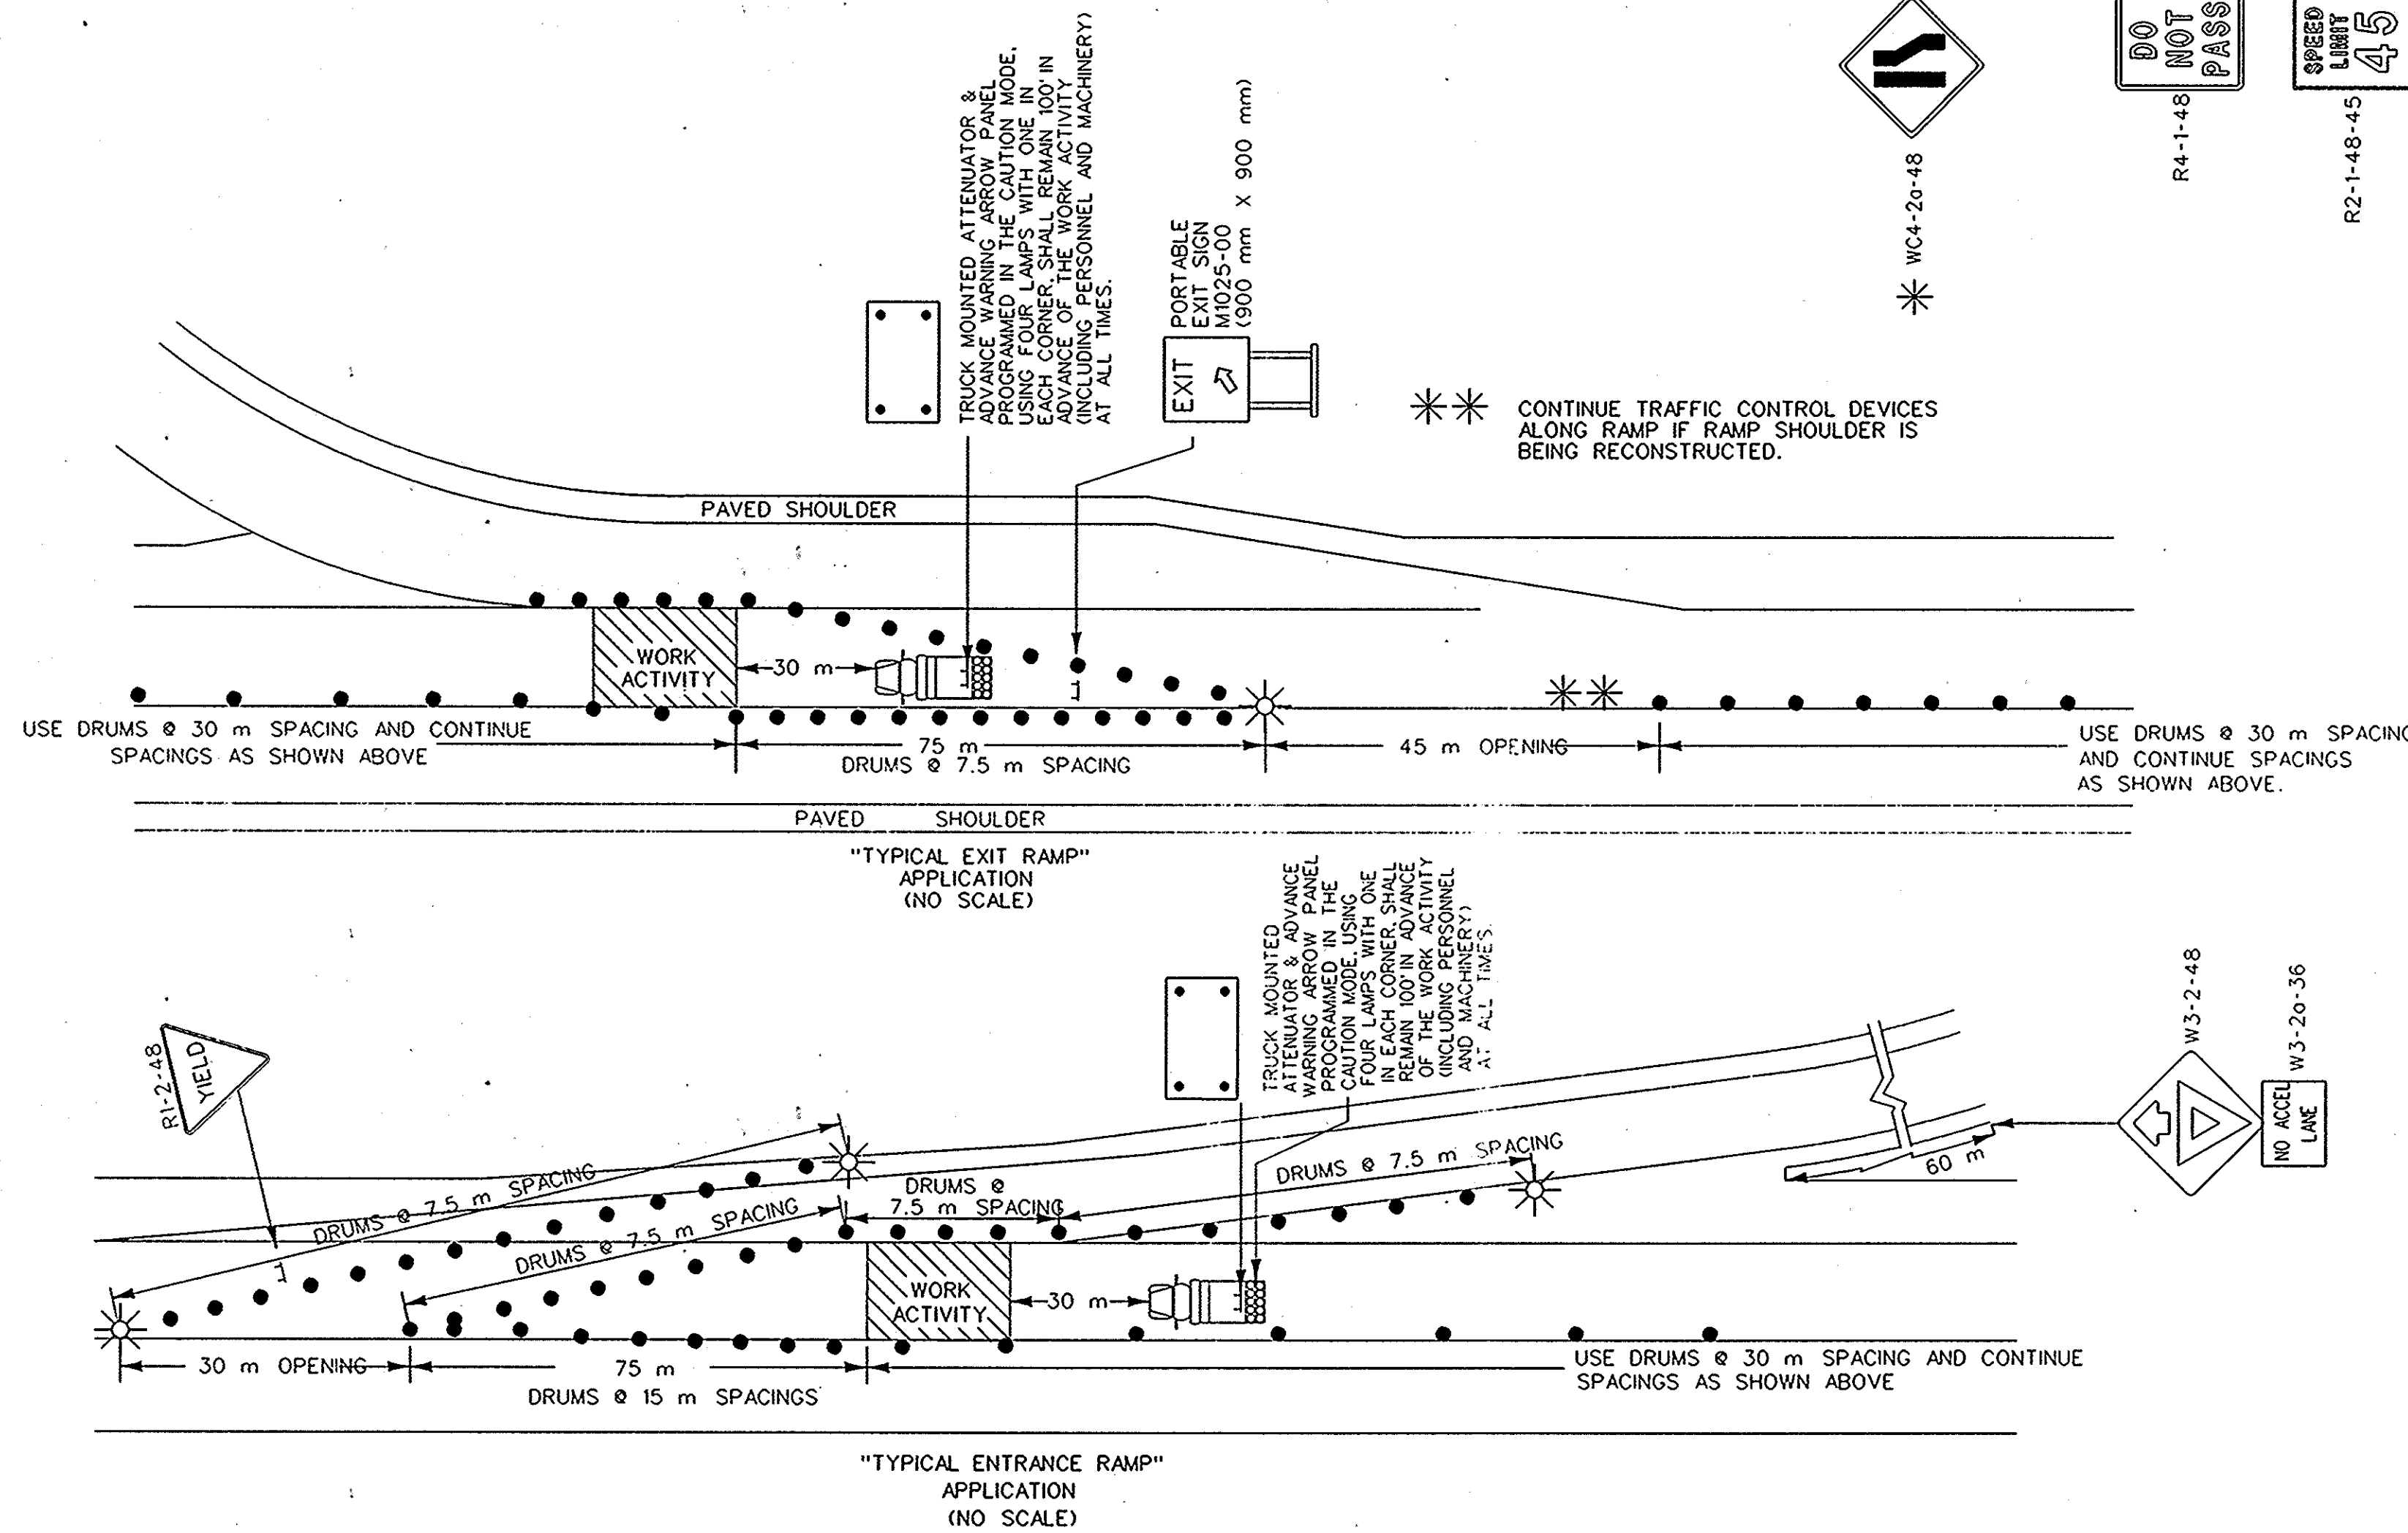 TRUCK MOUNTED ATTENUATOR &
ADVANCE WARNING ARROW PANEL
PROGRAMMED IN THE CAUTION MODE,
USING FOUR LAMPS WITH ONE IN
EACH CORNER, SHALL REMAIN 100' IN
ADVANCE OF THE WORK ACTIVITY
(INCLUDING PERSONNEL AND MACHINERY)
AT ALL TIMES.
PORTABLE
EXIT SIGN
M1025-00
(900 mm X 900 mm)
EXIT
WC4-2a-48
DO
NOT
PASS
R4-1-48
SPEED
LIMIT
45
R2-1-48-45
CONTINUE TRAFFIC CONTROL DEVICES
ALONG RAMP IF RAMP SHOULDER IS
BEING RECONSTRUCTED.
PAVED SHOULDER
WORK
ACTIVITY
30 m
USE DRUMS @ 30 m SPACING AND CONTINUE
SPACINGS AS SHOWN ABOVE
75 m
DRUMS @ 7.5 m SPACING
45 m OPENING
USE DRUMS @ 30 m SPACING
AND CONTINUE SPACINGS
AS SHOWN ABOVE.
PAVED SHOULDER
"TYPICAL EXIT RAMP"
APPLICATION
(NO SCALE)
TRUCK MOUNTED
ATTENUATOR & ADVANCE
WARNING ARROW PANEL
PROGRAMMED IN THE
CAUTION MODE, USING
FOUR LAMPS WITH ONE
IN EACH CORNER, SHALL
REMAIN 100' IN ADVANCE
OF THE WORK ACTIVITY
(INCLUDING PERSONNEL
AND MACHINERY)
AT ALL TIMES.
R1-2-48
YIELD
DRUMS @ 7.5 m SPACING
DRUMS @ 7.5 m SPACING
DRUMS @
7.5 m SPACING
DRUMS @ 7.5 m SPACING
60 m
W3-2-48
W3-2a-36
NO ACCEL
LANE
WORK
ACTIVITY
30 m
30 m OPENING
75 m
DRUMS @ 15 m SPACINGS
USE DRUMS @ 30 m SPACING AND CONTINUE
SPACINGS AS SHOWN ABOVE
"TYPICAL ENTRANCE RAMP"
APPLICATION
(NO SCALE)